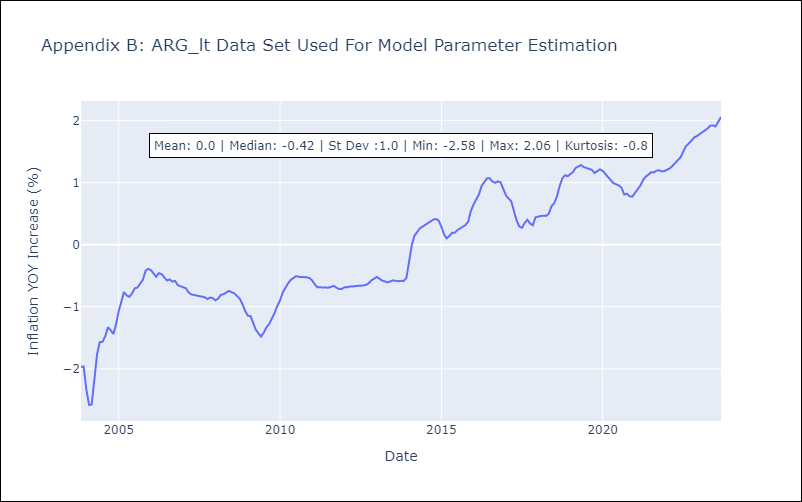 Appendix B: ARG_lt Data Set Used For Model Parameter Estimation
Mean: 0.0 | Median: -0.42 | St Dev :1.0 | Min: -2.58 | Max: 2.06 | Kurtosis: -0.8
Inflation YOY Increase (%)
2
1
0
−1
−2
2005
2010
2015
2020
Date